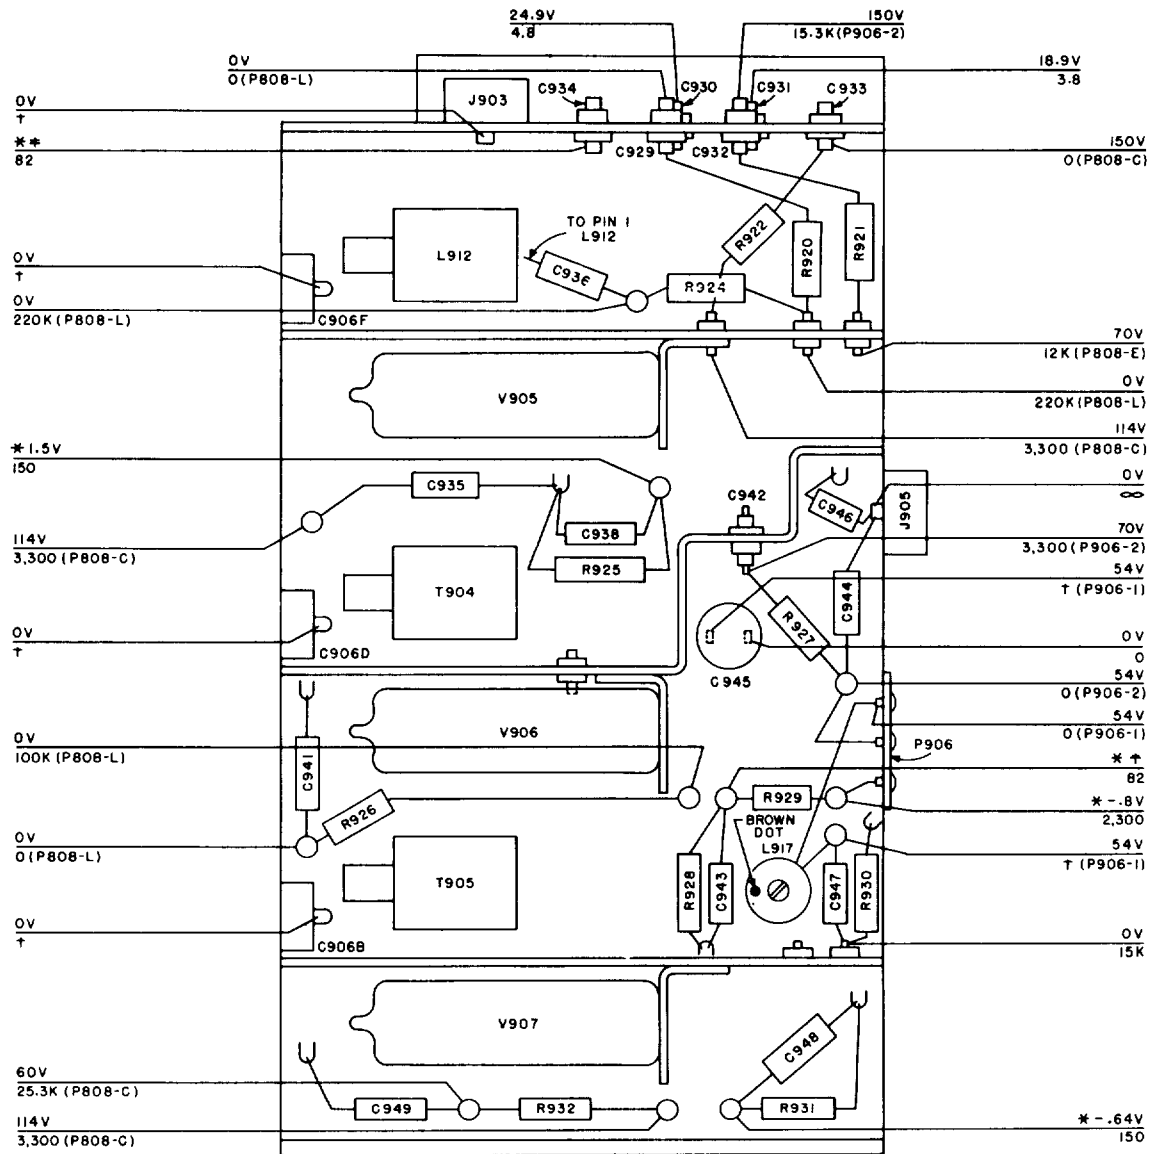 24.9V
4.8
150V
15.3K(P906-2)
0V
0(P808-L)
18.9V
3.8
C934
C930
C931
C933
J903
0V
†
**
82
C929
C932
150V
0(P808-C)
TO PIN 1
L912
L912
C936
R922
R920
R921
R924
0V
†
0V
220K(P808-L)
C906F
70V
12K(P808-E)
0V
220K(P808-L)
V905
114V
3,300 (P808-C)
*1.5V
150
C935
C942
C946
J905
0V
∞
C938
R925
70V
3,300(P906-2)
114V
3,300 (P808-C)
T904
R927
C944
54V
† (P906-1)
0V
†
C906D
C945
0V
0
54V
0(P906-2)
54V
0(P906-1)
V906
P906
0V
100K(P808-L)
C941
R926
* †
82
R929
*-.8V
2,300
BROWN
DOT
L917
0V
0(P808-L)
54V
† (P906-1)
T905
R928
C943
C947
R930
0V
†
C906B
0V
15K
V907
C948
60V
25.3K (P808-C)
C949
R932
R931
114V
3,300 (P808-C)
*-.64V
150